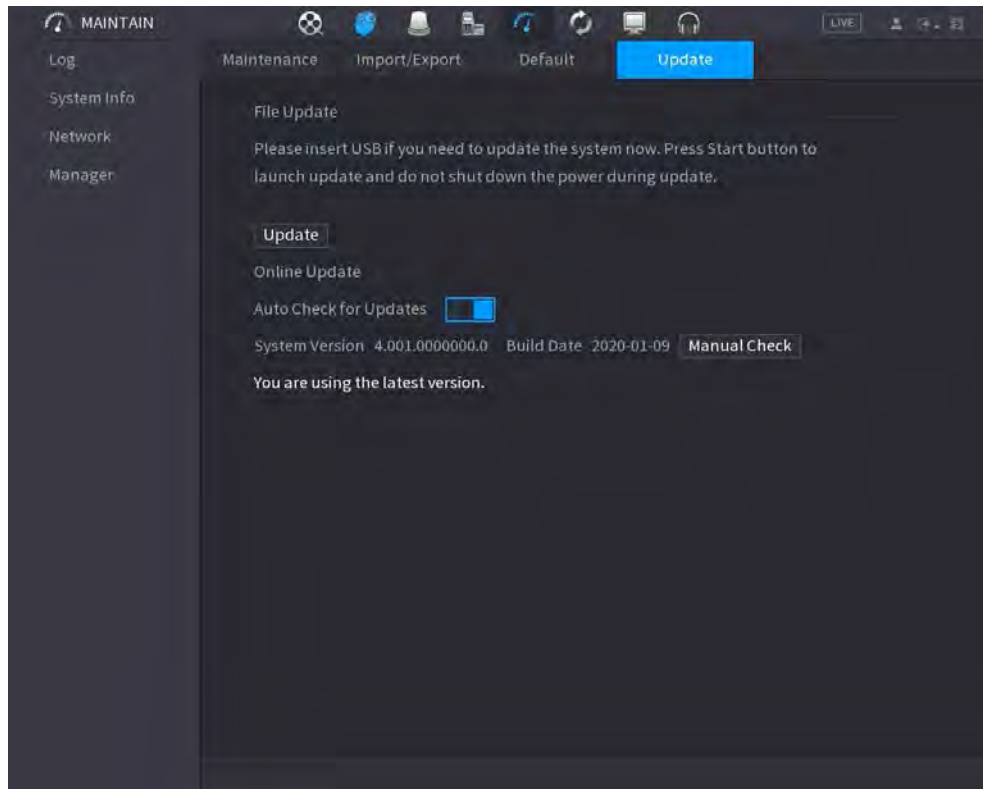 MAINTAIN
LIVE
Log
Maintenance Import/Export Default Update
System Info
File Update
Network
Please insert USB if you need to update the system now. Press Start button to
Manager
launch update and do not shut down the power during update.
Update
Online Update
Auto Check for Updates
System Version 4.001.0000000.0 Build Date 2020-01-09 Manual Check
You are using the latest version.